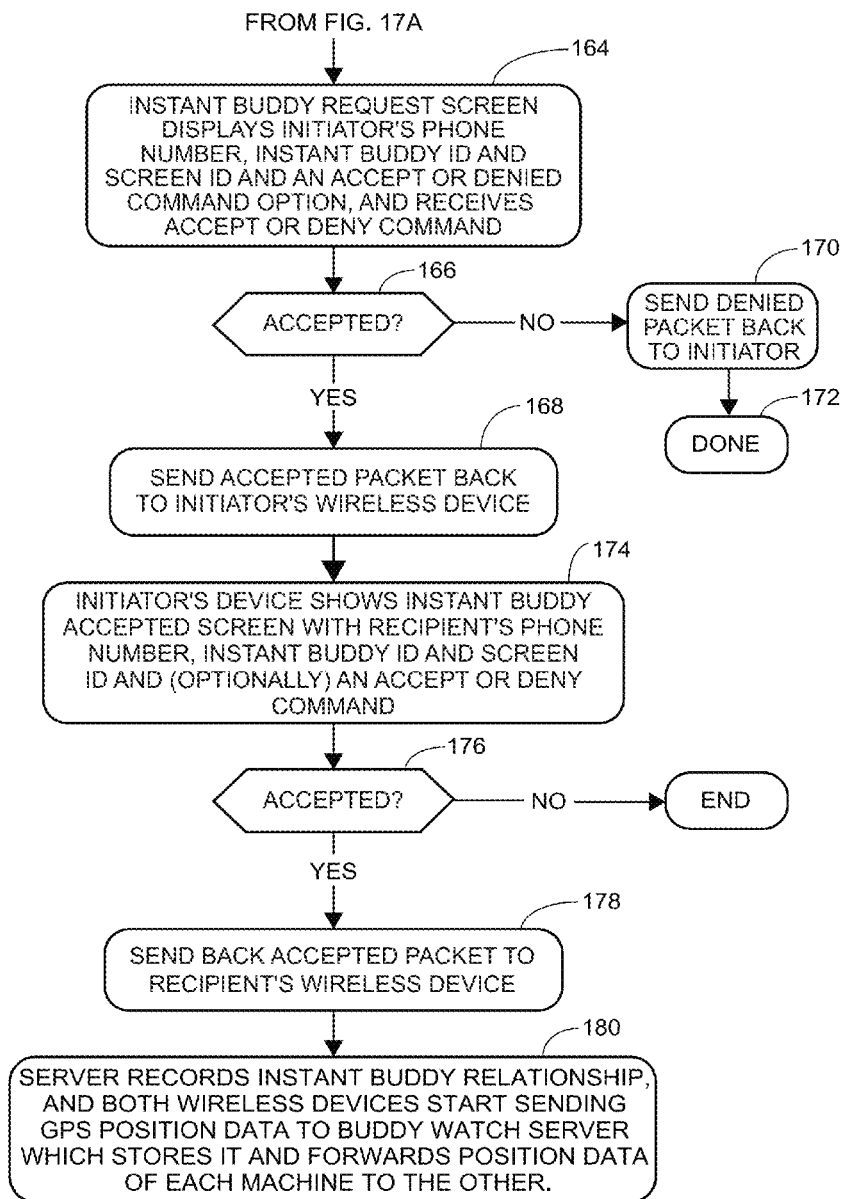 FROM FIG. 17A
164
INSTANT BUDDY REQUEST SCREEN
DISPLAYS INITIATOR'S PHONE
NUMBER, INSTANT BUDDY ID AND
SCREEN ID AND AN ACCEPT OR DENIED
COMMAND OPTION, AND RECEIVES
ACCEPT OR DENY COMMAND
166
ACCEPTED?
NO
170
SEND DENIED
PACKET BACK
TO INITIATOR
172
DONE
YES
168
SEND ACCEPTED PACKET BACK
TO INITIATOR'S WIRELESS DEVICE
174
INITIATOR'S DEVICE SHOWS INSTANT BUDDY
ACCEPTED SCREEN WITH RECIPIENT'S PHONE
NUMBER, INSTANT BUDDY ID AND SCREEN
ID AND (OPTIONALLY) AN ACCEPT OR DENY
COMMAND
176
ACCEPTED?
NO
END
YES
178
SEND BACK ACCEPTED PACKET TO
RECIPIENT'S WIRELESS DEVICE
180
SERVER RECORDS INSTANT BUDDY RELATIONSHIP,
AND BOTH WIRELESS DEVICES START SENDING
GPS POSITION DATA TO BUDDY WATCH SERVER
WHICH STORES IT AND FORWARDS POSITION DATA
OF EACH MACHINE TO THE OTHER.